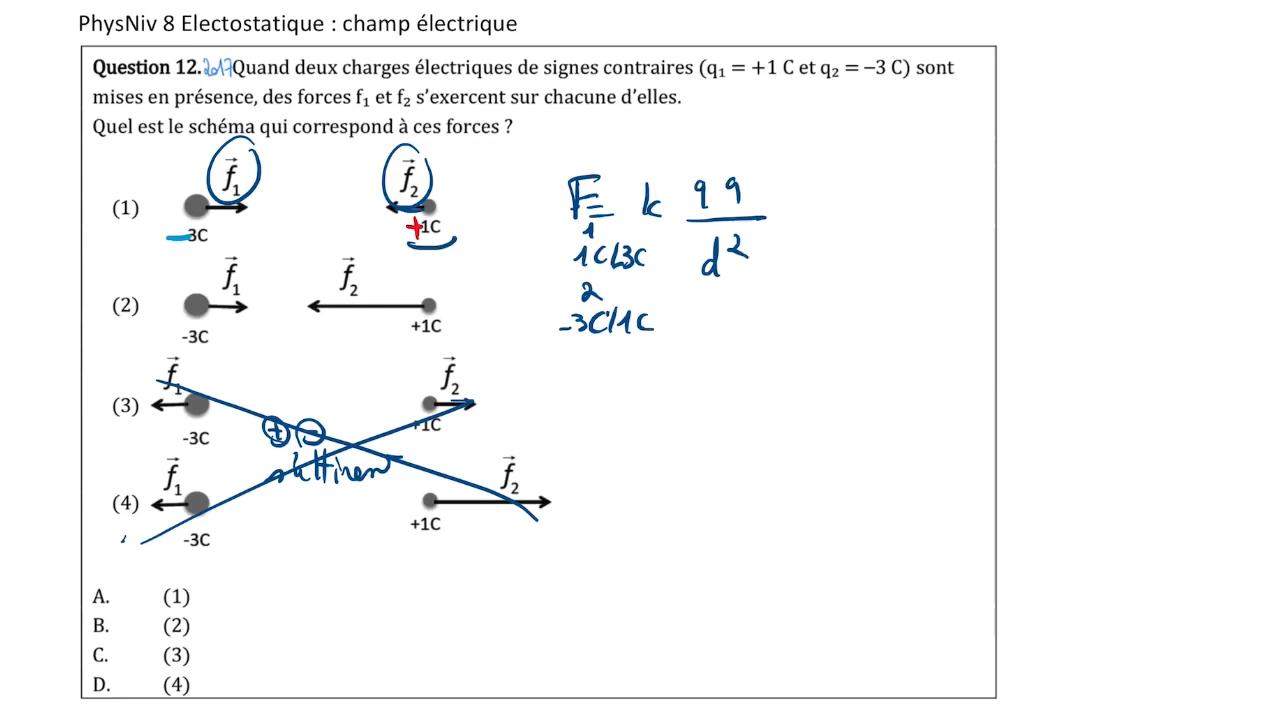 PhysNiv 8 Electostatique : champ électrique
Question 12. 2017 Quand deux charges électriques de signes contraires (q₁ = +1 C et q₂ = −3 C) sont
mises en présence, des forces f₁ et f₂ s’exercent sur chacune d’elles.
Quel est le schéma qui correspond à ces forces ?
f₁ f₂
(1)
-3C +1C
F = k q q / d²
1
1C/-3C
2
-3C/1C
f₁ f₂
(2)
-3C +1C
f₁ f₂
(3)
-3C +1C
+ -
s'attirent
f₁ f₂
(4)
-3C +1C
A. (1)
B. (2)
C. (3)
D. (4)